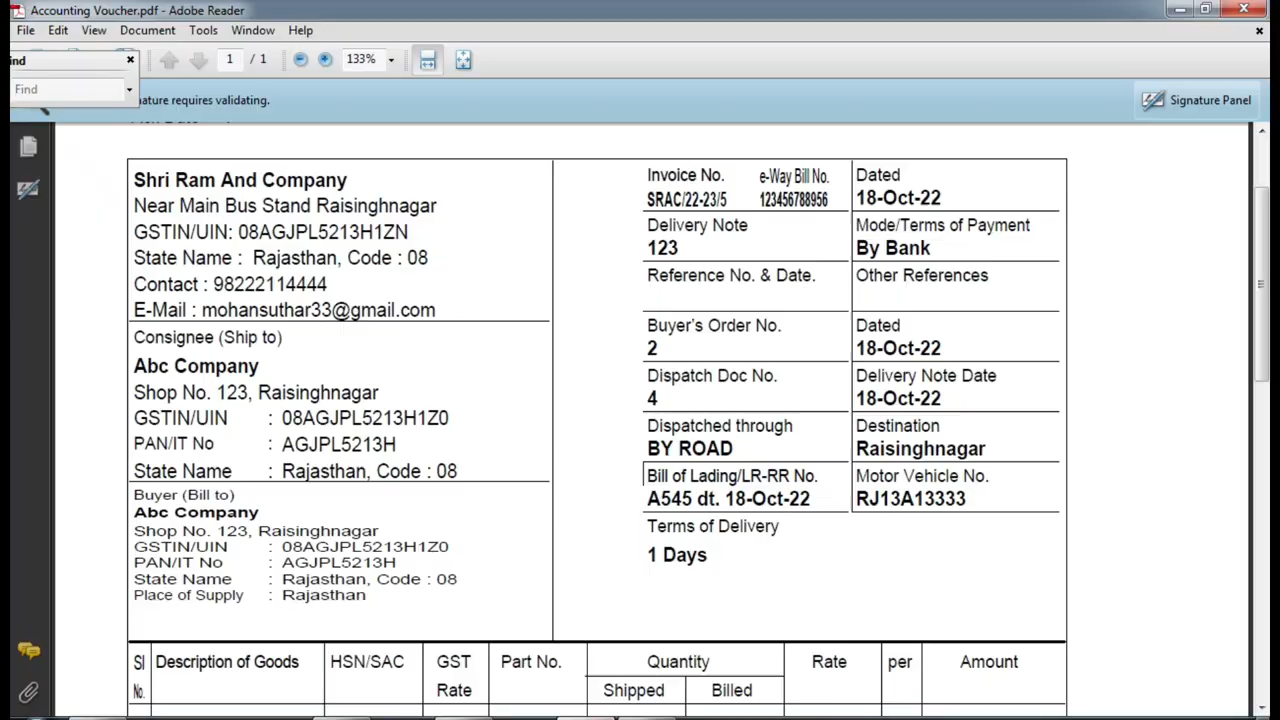 Accounting Voucher.pdf - Adobe Reader
File Edit View Document Tools Window Help
ind
1 / 1 133%
Find
ature requires validating.
Signature Panel
Shri Ram And Company
Near Main Bus Stand Raisinghnagar
GSTIN/UIN: 08AGJPL5213H1ZN
State Name : Rajasthan, Code : 08
Contact : 98222114444
E-Mail : mohansuthar33@gmail.com
Consignee (Ship to)
Abc Company
Shop No. 123, Raisinghnagar
GSTIN/UIN : 08AGJPL5213H1Z0
PAN/IT No : AGJPL5213H
State Name : Rajasthan, Code : 08
Buyer (Bill to)
Abc Company
Shop No. 123, Raisinghnagar
GSTIN/UIN : 08AGJPL5213H1Z0
PAN/IT No : AGJPL5213H
State Name : Rajasthan, Code : 08
Place of Supply : Rajasthan
Invoice No. e-Way Bill No.
SRAC/22-23/5 123456788956
Dated
18-Oct-22
Delivery Note
123
Mode/Terms of Payment
By Bank
Reference No. & Date.
Other References
Buyer's Order No.
2
Dated
18-Oct-22
Dispatch Doc No.
4
Delivery Note Date
18-Oct-22
Dispatched through
BY ROAD
Destination
Raisinghnagar
Bill of Lading/LR-RR No.
A545 dt. 18-Oct-22
Motor Vehicle No.
RJ13A13333
Terms of Delivery
1 Days
Sl Description of Goods HSN/SAC GST Part No. Quantity Rate per Amount
No. Rate Shipped Billed